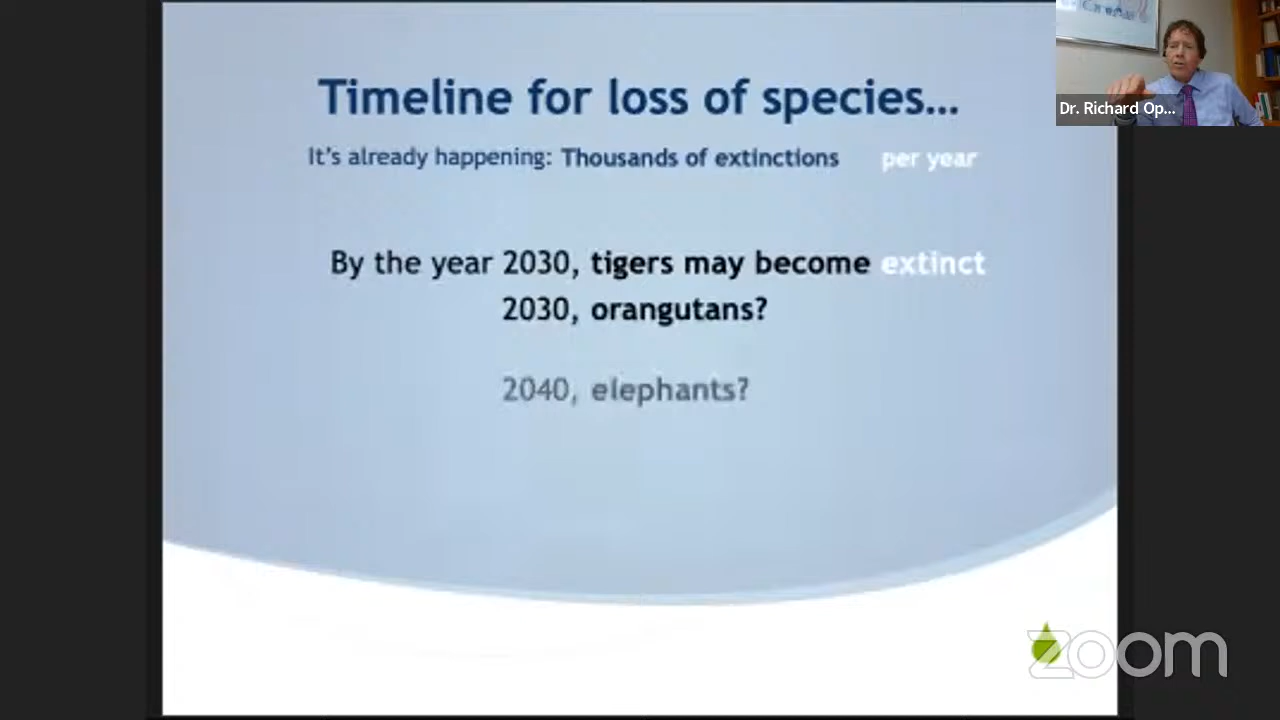 Timeline for loss of species...
It's already happening: Thousands of extinctions per year
By the year 2030, tigers may become extinct
2030, orangutans?
2040, elephants?
Dr. Richard Op...
zoom